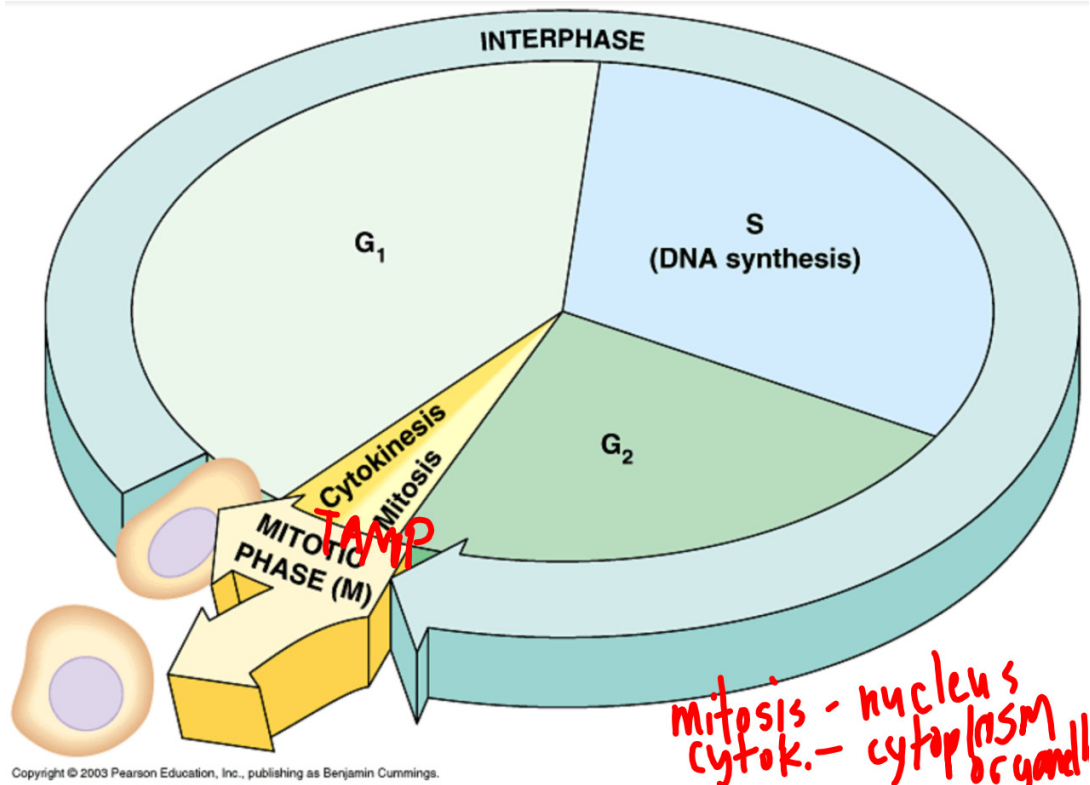 INTERPHASE
G₁
S
(DNA synthesis)
G₂
Cytokinesis
Mitosis
TAMP
MITOTIC
PHASE (M)
mitosis - nucleus
cytok. - cytoplasm
Copyright © 2003 Pearson Education, Inc., publishing as Benjamin Cummings.